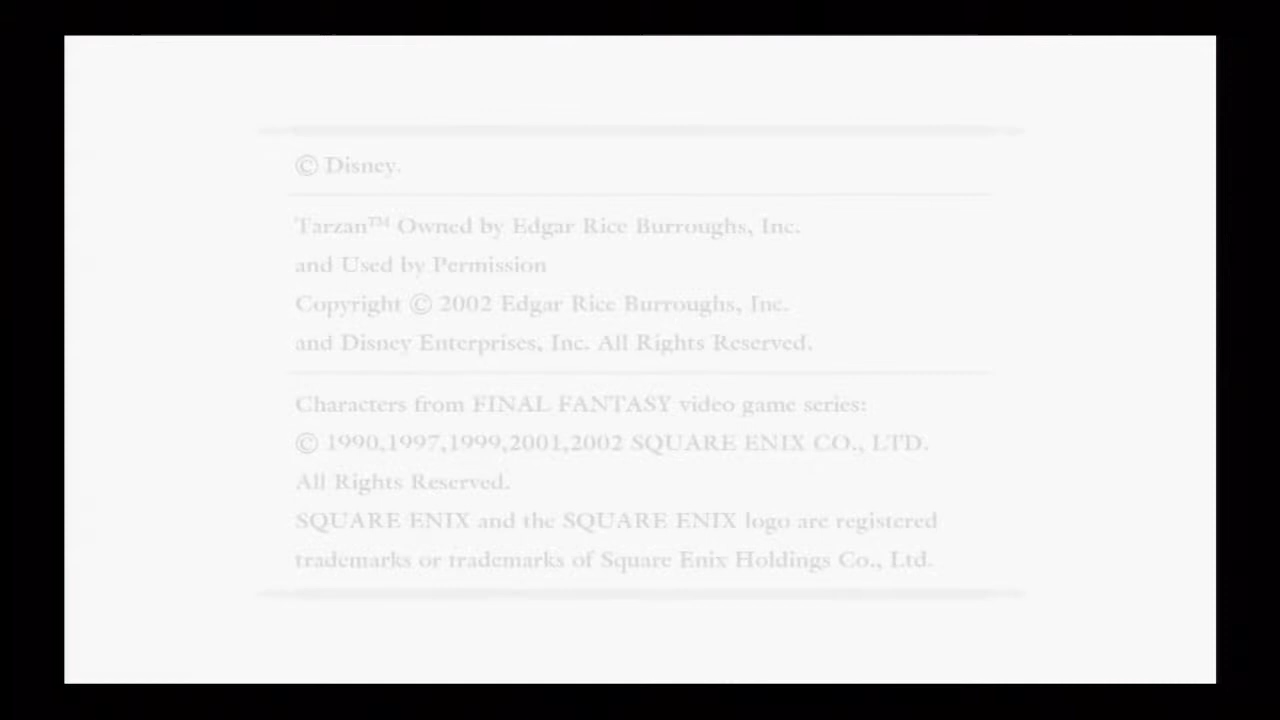 © Disney.
Tarzan™ Owned by Edgar Rice Burroughs, Inc.
and Used by Permission
Copyright © 2002 Edgar Rice Burroughs, Inc.
and Disney Enterprises, Inc. All Rights Reserved.
Characters from FINAL FANTASY video game series:
© 1990,1997,1999,2001,2002 SQUARE ENIX CO., LTD.
All Rights Reserved.
SQUARE ENIX and the SQUARE ENIX logo are registered
trademarks or trademarks of Square Enix Holdings Co., Ltd.